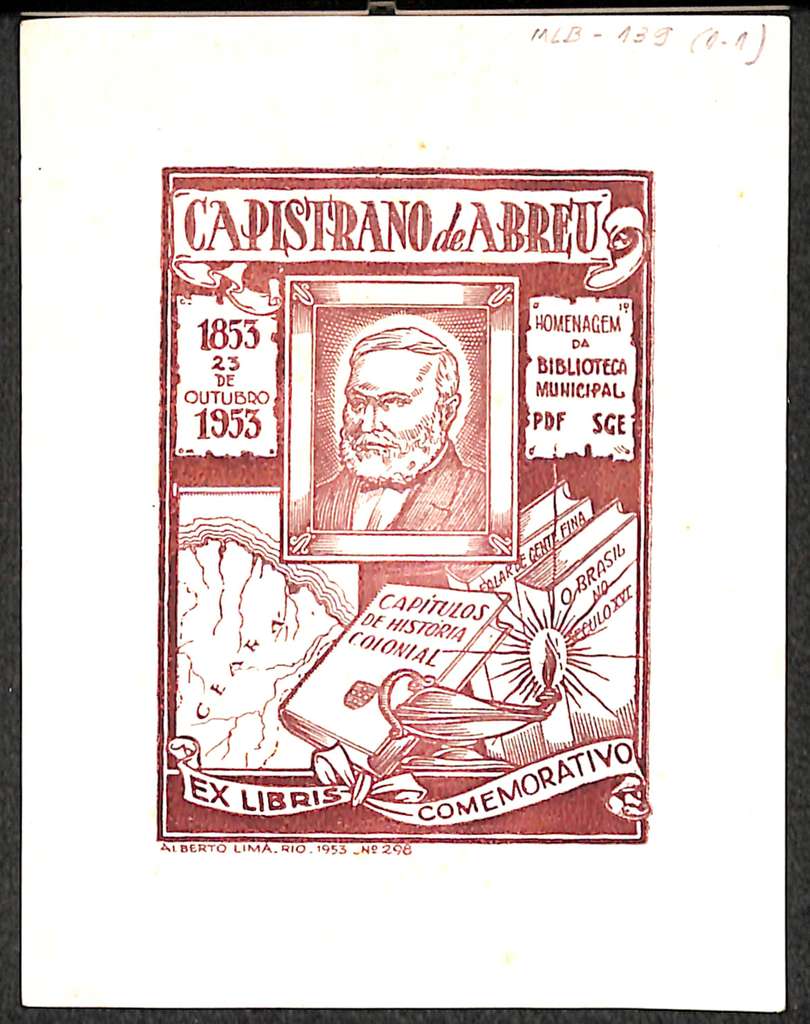 MLB - 139 (1-1)
CAPISTRANO de ABREU
1853
23
DE
OUTUBRO
1953
HOMENAGEM
DA
BIBLIOTECA
MUNICIPAL
PDF SGE
DE GENTE FINA
O BRASIL
NO
SECULO XVI
CAPÍTULOS
DE HISTÓRIA
COLONIAL
CEARÁ
EX LIBRIS COMEMORATIVO
ALBERTO LIMA. RIO. 1953 _ Nº 298